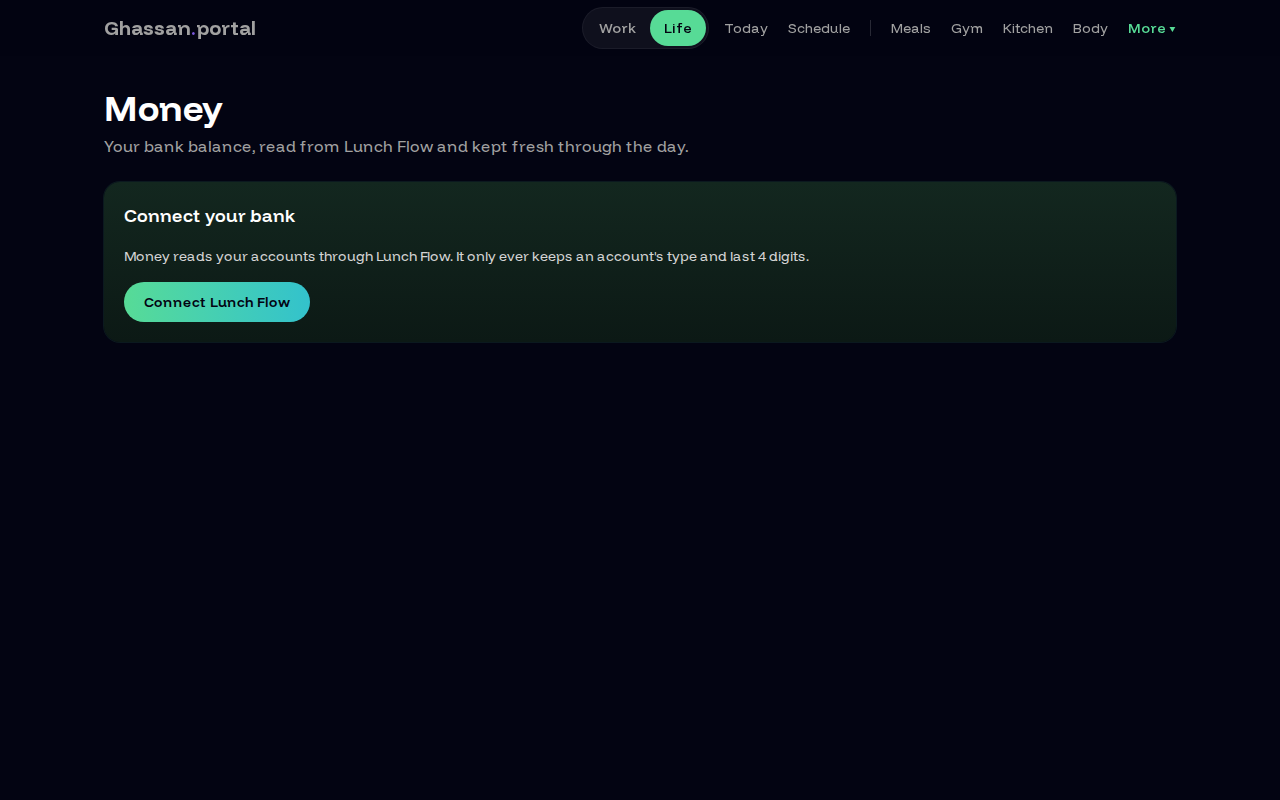 Ghassan.portal
Work Life Today Schedule Meals Gym Kitchen Body More ▾
Money
Your bank balance, read from Lunch Flow and kept fresh through the day.
Connect your bank
Money reads your accounts through Lunch Flow. It only ever keeps an account's type and last 4 digits.
Connect Lunch Flow